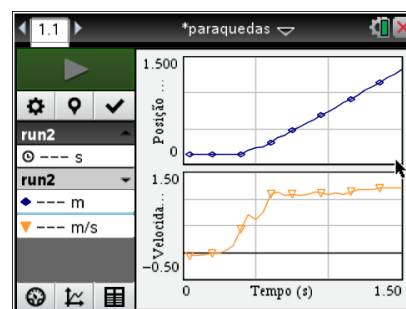 1.1
*paraquedas
run2
--- s
run2
--- m
--- m/s
1.500
Posição ...
0
1.50
Velocida...
-0.50
0
Tempo (s)
1.50